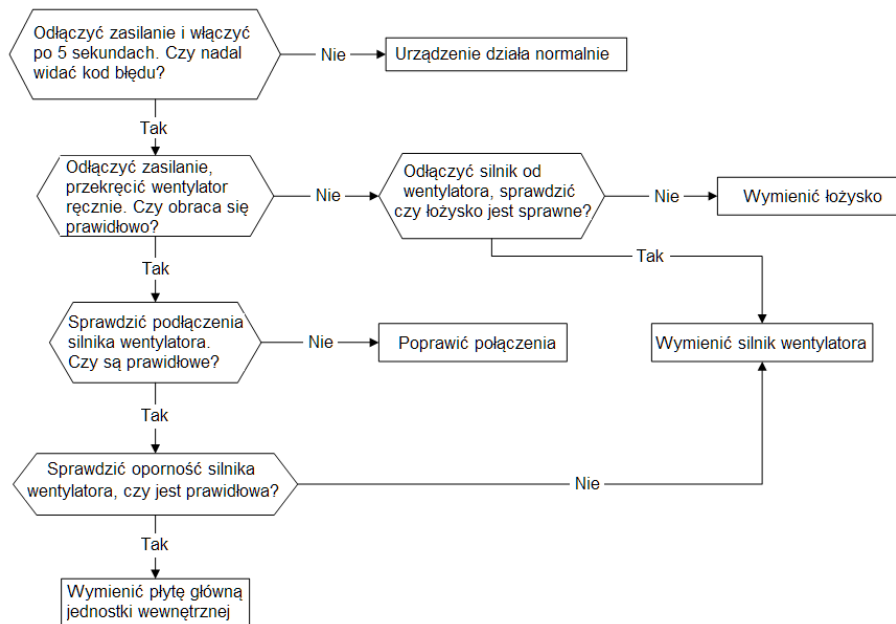 Odłączyć zasilanie i włączyć
po 5 sekundach. Czy nadal
widać kod błędu?
Nie
Urządzenie działa normalnie
Tak
Odłączyć zasilanie,
przekręcić wentylator
ręcznie. Czy obraca się
prawidłowo?
Nie
Odłączyć silnik od
wentylatora, sprawdzić
czy łożysko jest sprawne?
Nie
Wymienić łożysko
Tak
Tak
Sprawdzić podłączenia
silnika wentylatora.
Czy są prawidłowe?
Nie
Poprawić połączenia
Wymienić silnik wentylatora
Tak
Sprawdzić oporność silnika
wentylatora, czy jest prawidłowa?
Nie
Tak
Wymienić płytę główną
jednostki wewnętrznej